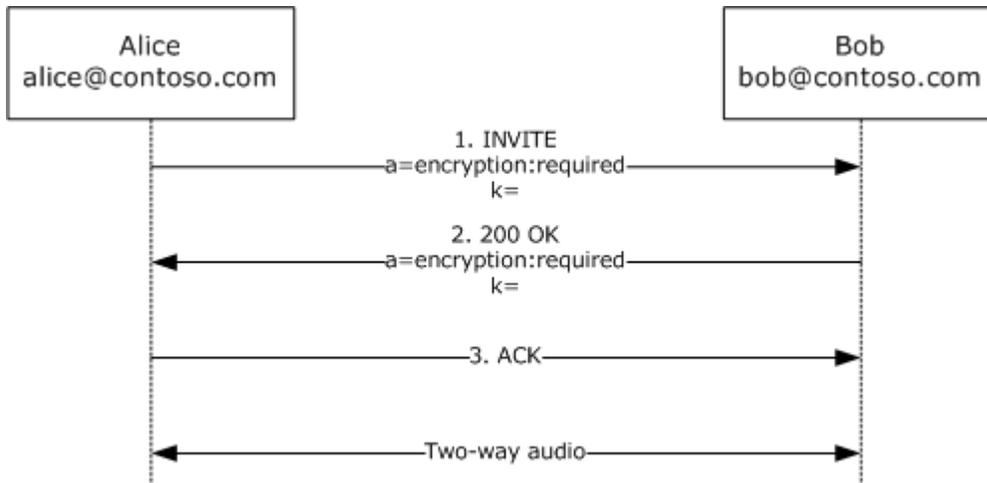 Alice
alice@contoso.com
Bob
bob@contoso.com
1. INVITE
a=encryption:required
k=
2. 200 OK
a=encryption:required
k=
3. ACK
Two-way audio